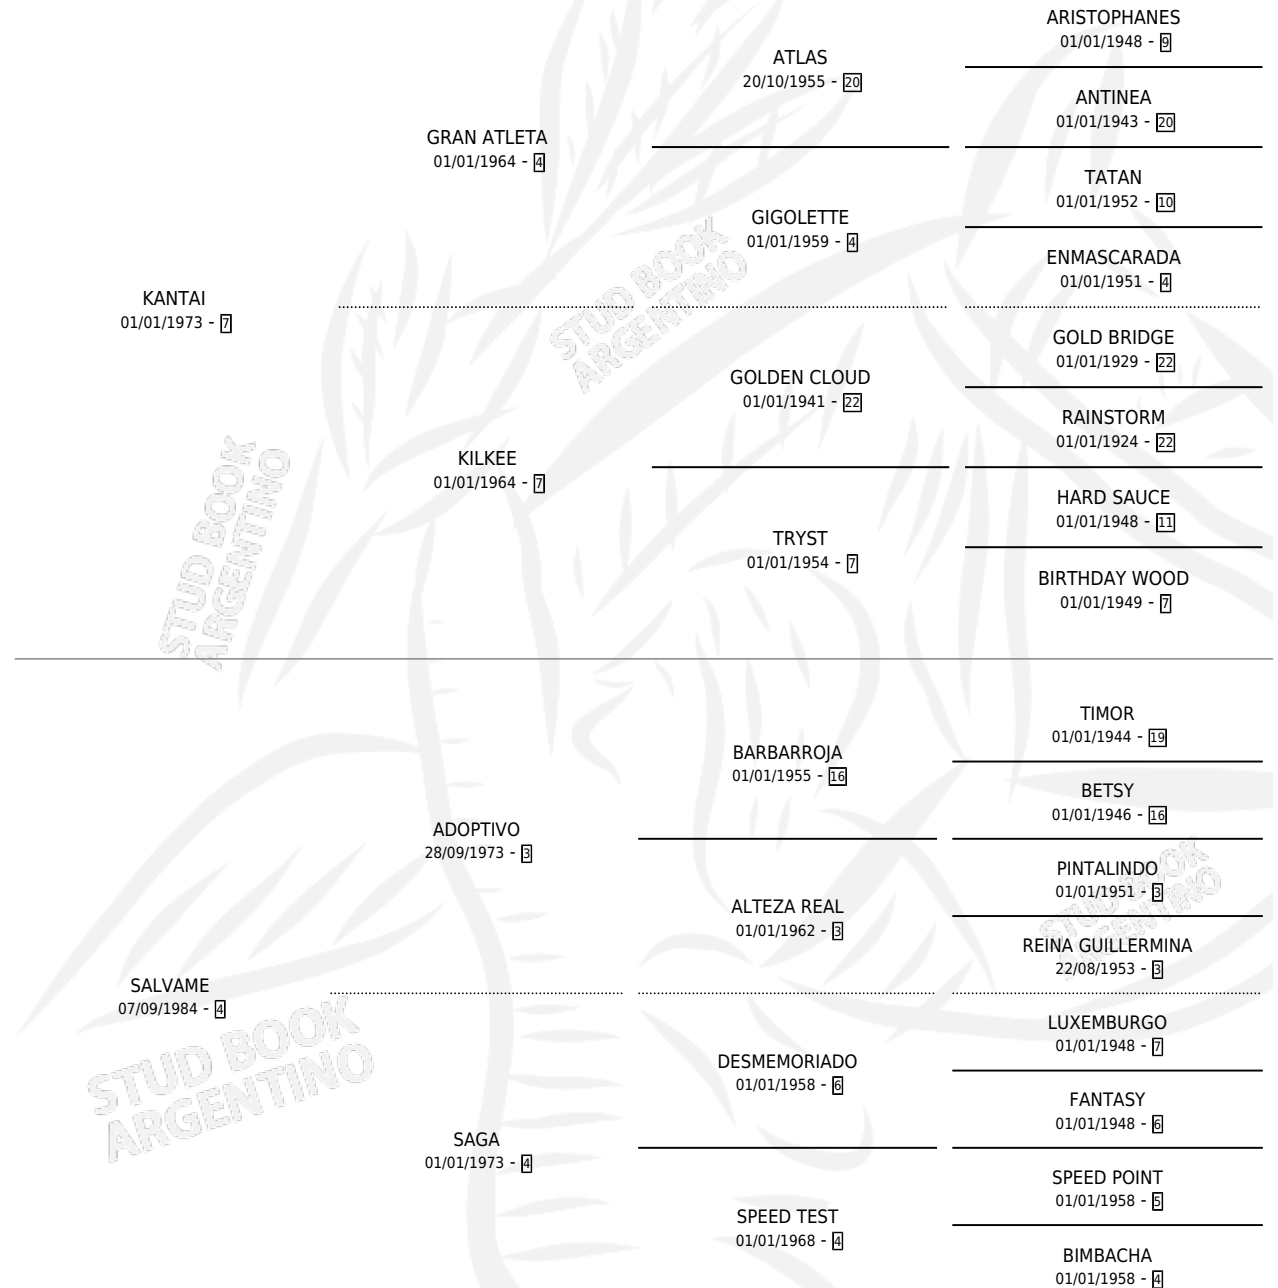 ARISTOPHANES
01/01/1948 - 9
ATLAS
20/10/1955 - 20
ANTINEA
01/01/1943 - 20
GRAN ATLETA
01/01/1964 - 4
TATAN
01/01/1952 - 10
GIGOLETTE
01/01/1959 - 4
ENMASCARADA
01/01/1951 - 4
KANTAI
01/01/1973 - 7
GOLD BRIDGE
01/01/1929 - 22
GOLDEN CLOUD
01/01/1941 - 22
RAINSTORM
01/01/1924 - 22
KILKEE
01/01/1964 - 7
HARD SAUCE
01/01/1948 - 11
TRYST
01/01/1954 - 7
BIRTHDAY WOOD
01/01/1949 - 7
STUD BOOK
ARGENTINO
STUD BOOK
ARGENTINO
TIMOR
01/01/1944 - 19
BARBARROJA
01/01/1955 - 16
BETSY
01/01/1946 - 16
ADOPTIVO
28/09/1973 - 3
PINTALINDO
01/01/1951 - 3
ALTEZA REAL
01/01/1962 - 3
REINA GUILLERMINA
22/08/1953 - 3
SALVAME
07/09/1984 - 4
LUXEMBURGO
01/01/1948 - 7
DESMEMORIADO
01/01/1958 - 6
FANTASY
01/01/1948 - 6
SAGA
01/01/1973 - 4
SPEED POINT
01/01/1958 - 5
SPEED TEST
01/01/1968 - 4
BIMBACHA
01/01/1958 - 4
STUD BOOK
ARGENTINO
STUD BOOK
ARGENTINO